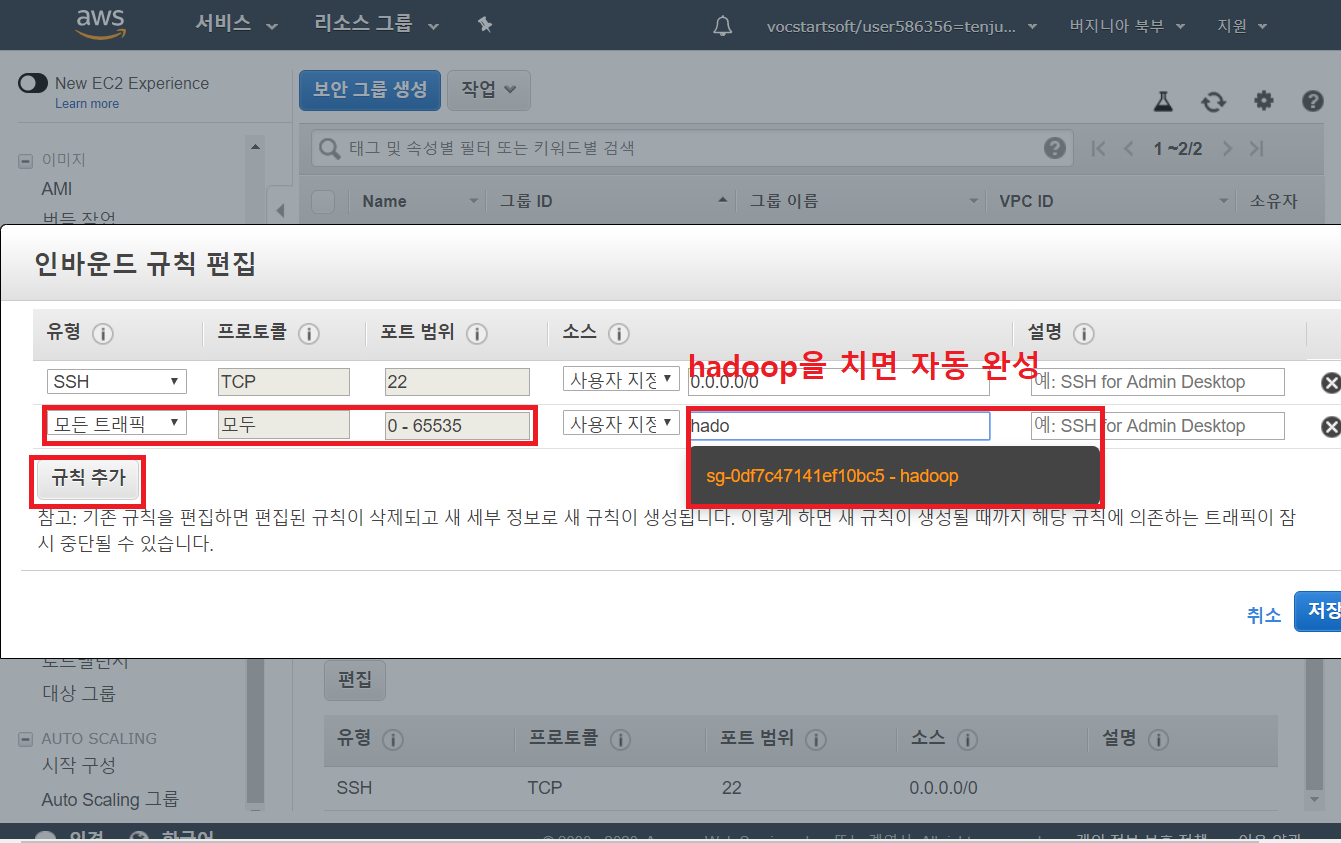 aws 서비스 리소스 그룹 vocstartsoft/user586356=tenju... 버지니아 북부 지원
New EC2 Experience
Learn more
보안 그룹 생성 작업
태그 및 속성별 필터 또는 키워드별 검색 1 ~2/2
이미지
AMI
번들 작업
Name 그룹 ID 그룹 이름 VPC ID 소유자
인바운드 규칙 편집
유형 프로토콜 포트 범위 소스 설명
hadoop을 치면 자동 완성
SSH TCP 22 사용자 지정 0.0.0.0/0 예: SSH for Admin Desktop
모든 트래픽 모두 0 - 65535 사용자 지정 hado 예: SSH for Admin Desktop
sg-0df7c47141ef10bc5 - hadoop
규칙 추가
참고: 기존 규칙을 편집하면 편집된 규칙이 삭제되고 새 세부 정보로 새 규칙이 생성됩니다. 이렇게 하면 새 규칙이 생성될 때까지 해당 규칙에 의존하는 트래픽이 잠
시 중단될 수 있습니다.
취소 저장
로드밸런서
대상 그룹
AUTO SCALING
시작 구성
Auto Scaling 그룹
편집
유형 프로토콜 포트 범위 소스 설명
SSH TCP 22 0.0.0.0/0
의견 한국어 개인 정보 보호 정책 이용 약관